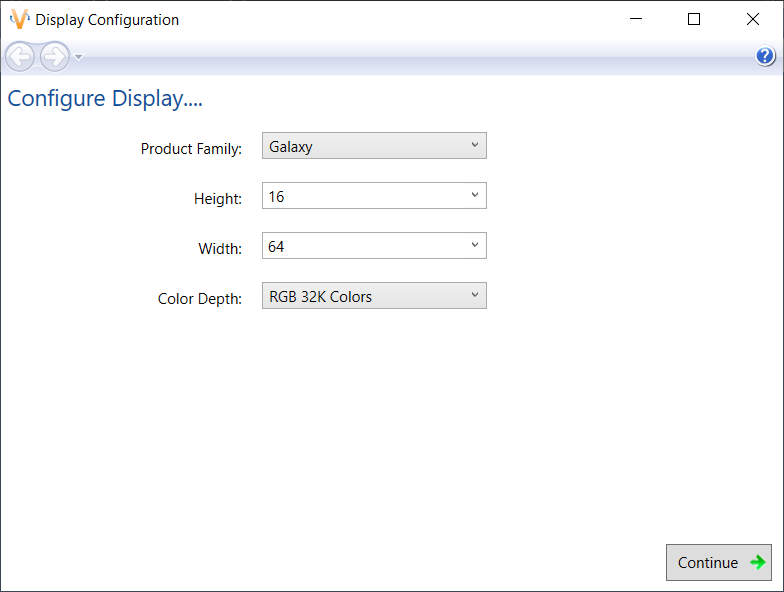 Display Configuration
?
Configure Display....
Product Family: Galaxy
Height: 16
Width: 64
Color Depth: RGB 32K Colors
Continue